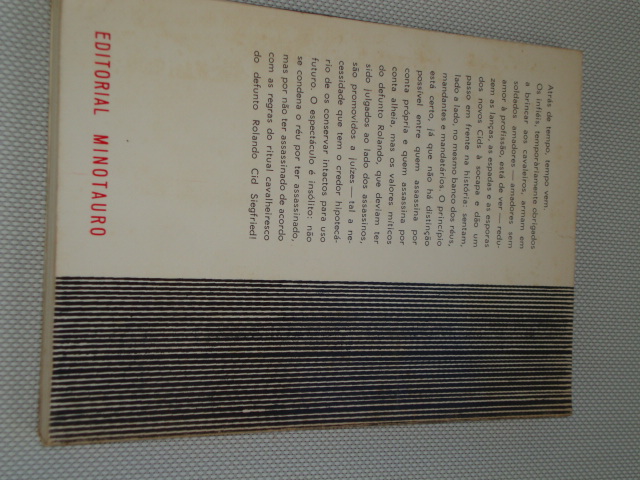 Atrás de tempo, tempo vem.
Os infiéis, temporàriamente obrigados
a brincar aos cavaleiros, armam em
soldados amadores — amadores sem
amor à profissão, está de ver — redu-
zem as lanças, as espadas e as esporas
dos novos Cids à socapa e dão um
passo em frente na história: sentam,
lado a lado, no mesmo banco dos réus,
mandantes e mandatários. O princípio
está certo, já que não há distinção
possível entre quem assassina por
conta própria e quem assassina por
conta alheia, mas os valores míticos
do defunto Rolando, que deviam ter
sido julgados ao lado dos assassinos,
são promovidos a juízes — tal a ne-
cessidade que tem o credor hipotecá-
rio de os conservar intactos para uso
futuro. O espectáculo é insólito: não
se condena o réu por ter assassinado,
mas por não ter assassinado de acordo
com as regras do ritual cavalheiresco
do defunto Rolando Cid Siegfried!
EDITORIAL MINOTAURO